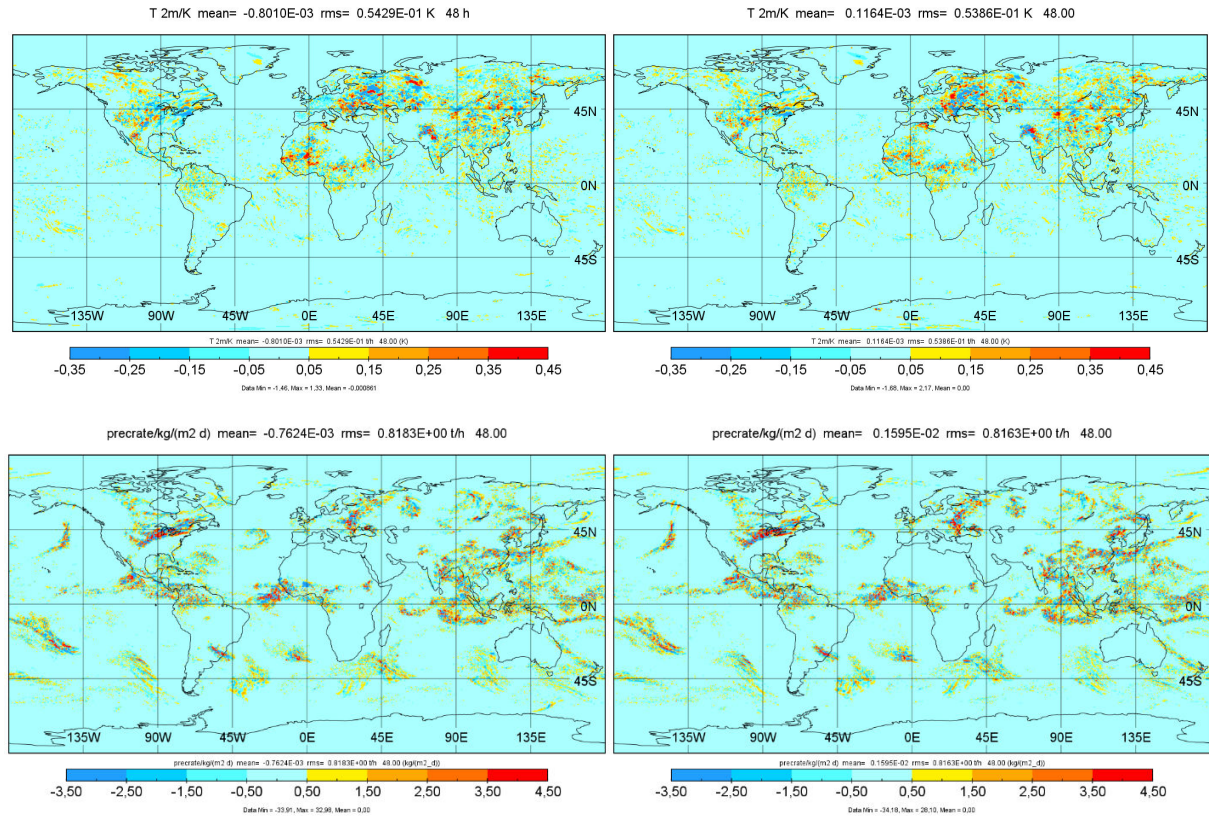 T 2m/K mean= -0.8010E-03 rms= 0.5429E-01 K 48 h
T 2m/K mean= 0.1164E-03 rms= 0.5386E-01 K 48.00
45N
0N
45S
135W 90W 45W 0E 45E 90E 135E
45N
0N
45S
135W 90W 45W 0E 45E 90E 135E
T 2m/K mean= -0.8010E-03 rms= 0.5429E-01 t/h 48.00 (K)
-0,35 -0,25 -0,15 -0,05 0,05 0,15 0,25 0,35 0,45
Data Min = -1,46, Max = 1,33, Mean = -0,000861
T 2m/K mean= 0.1164E-03 rms= 0.5386E-01 t/h 48.00 (K)
-0,35 -0,25 -0,15 -0,05 0,05 0,15 0,25 0,35 0,45
Data Min = -1,68, Max = 2,17, Mean = 0,00
precrate/kg/(m2 d) mean= -0.7624E-03 rms= 0.8183E+00 t/h 48.00
precrate/kg/(m2 d) mean= 0.1595E-02 rms= 0.8163E+00 t/h 48.00
45N
0N
45S
135W 90W 45W 0E 45E 90E 135E
45N
0N
45S
135W 90W 45W 0E 45E 90E 135E
precrate/kg/(m2 d) mean= -0.7624E-03 rms= 0.8183E+00 t/h 48.00 (kg/(m2_d))
-3,50 -2,50 -1,50 -0,50 0,50 1,50 2,50 3,50 4,50
Data Min = -33,91, Max = 32,98, Mean = 0,00
precrate/kg/(m2 d) mean= 0.1595E-02 rms= 0.8163E+00 t/h 48.00 (kg/(m2_d))
-3,50 -2,50 -1,50 -0,50 0,50 1,50 2,50 3,50 4,50
Data Min = -34,18, Max = 28,10, Mean = 0,00